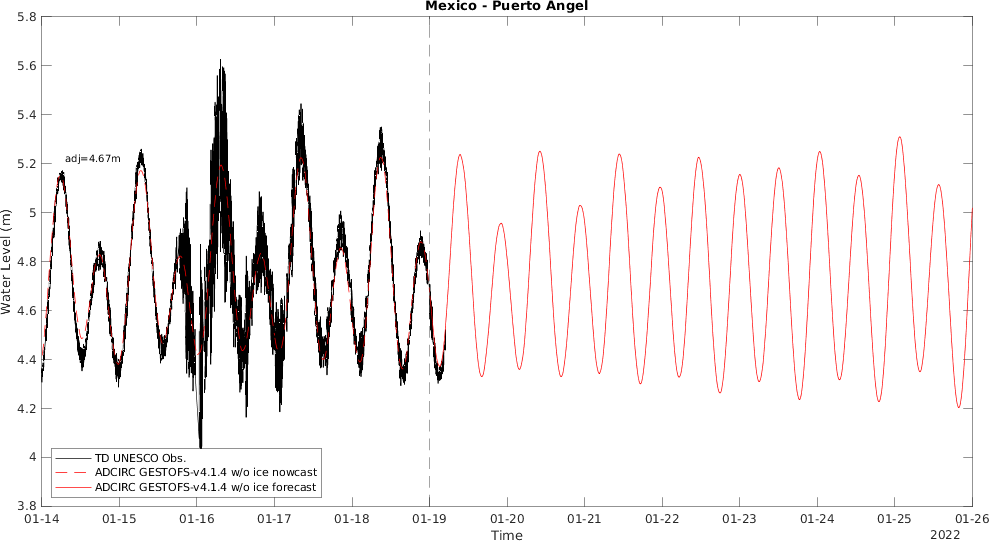 Mexico - Puerto Angel
5.8
5.6
5.4
5.2
5
4.8
4.6
4.4
4.2
4
3.8
Water Level (m)
adj=4.67m
TD UNESCO Obs.
ADCIRC GESTOFS-v4.1.4 w/o ice nowcast
ADCIRC GESTOFS-v4.1.4 w/o ice forecast
01-14 01-15 01-16 01-17 01-18 01-19 01-20 01-21 01-22 01-23 01-24 01-25 01-26
Time
2022